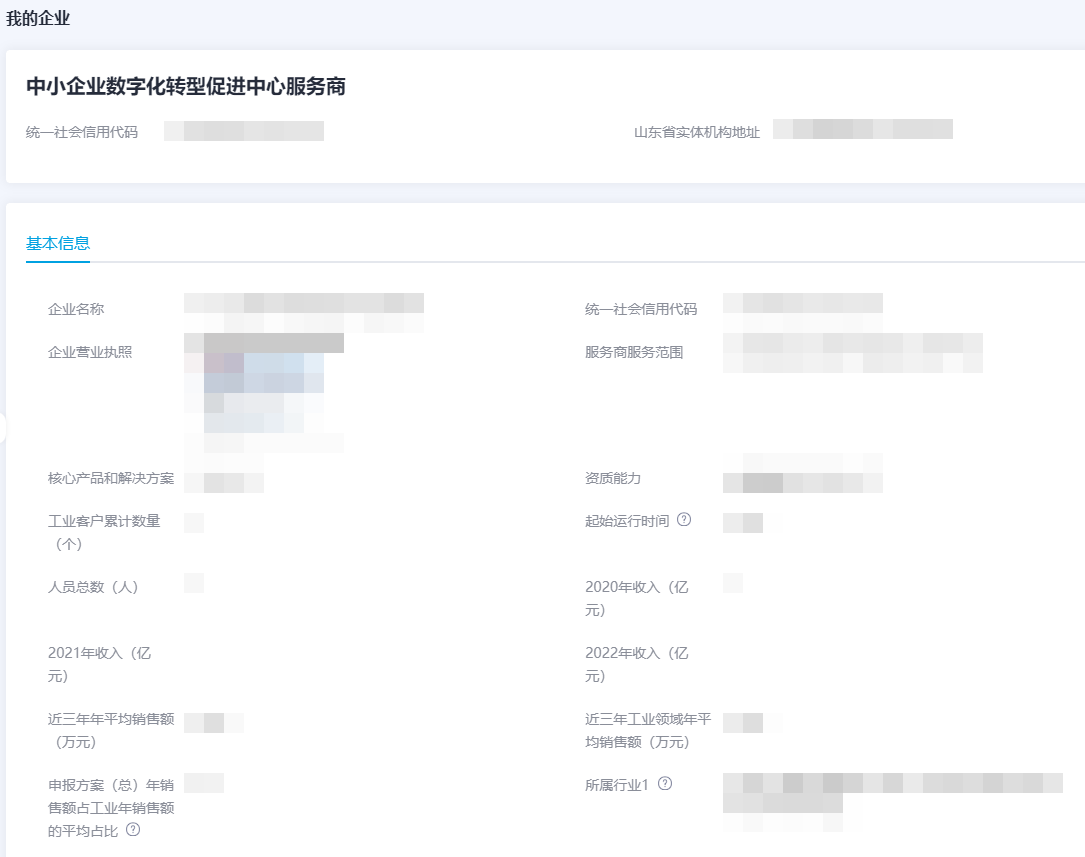 我的企业
中小企业数字化转型促进中心服务商
统一社会信用代码
山东省实体机构地址
基本信息
企业名称
统一社会信用代码
企业营业执照
服务商服务范围
核心产品和解决方案
资质能力
工业客户累计数量
（个）
起始运行时间
人员总数（人）
2020年收入（亿
元）
2021年收入（亿
元）
2022年收入（亿
元）
近三年年平均销售额
（万元）
近三年工业领域年平
均销售额（万元）
申报方案（总）年销
售额占工业年销售额
的平均占比
所属行业1